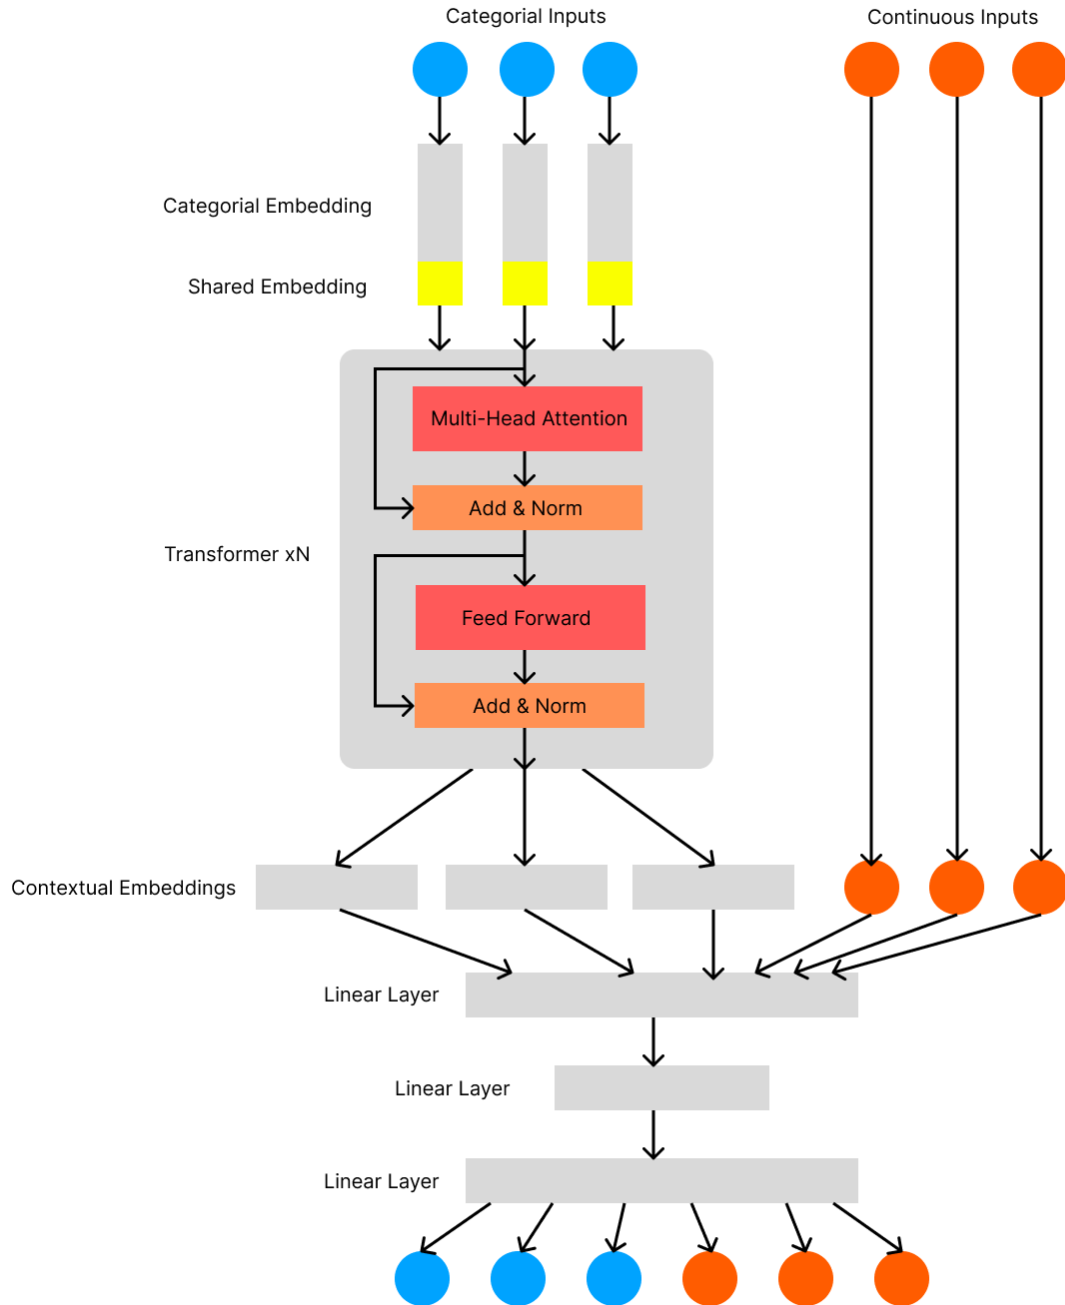 Categorial Inputs
Continuous Inputs
Categorial Embedding
Shared Embedding
Multi-Head Attention
Add & Norm
Transformer xN
Feed Forward
Add & Norm
Contextual Embeddings
Linear Layer
Linear Layer
Linear Layer